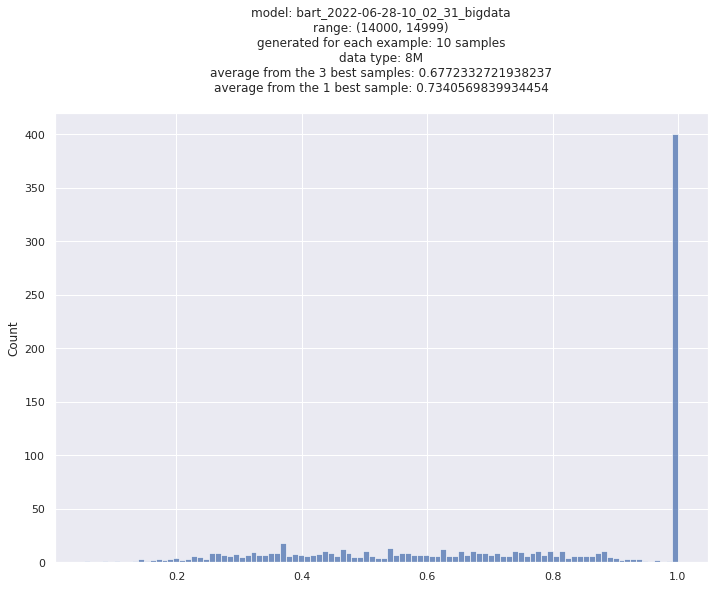 model: bart_2022-06-28-10_02_31_bigdata
range: (14000, 14999)
generated for each example: 10 samples
data type: 8M
average from the 3 best samples: 0.6772332721938237
average from the 1 best sample: 0.7340569839934454
400
350
300
250
200
150
100
50
0
Count
0.2 0.4 0.6 0.8 1.0